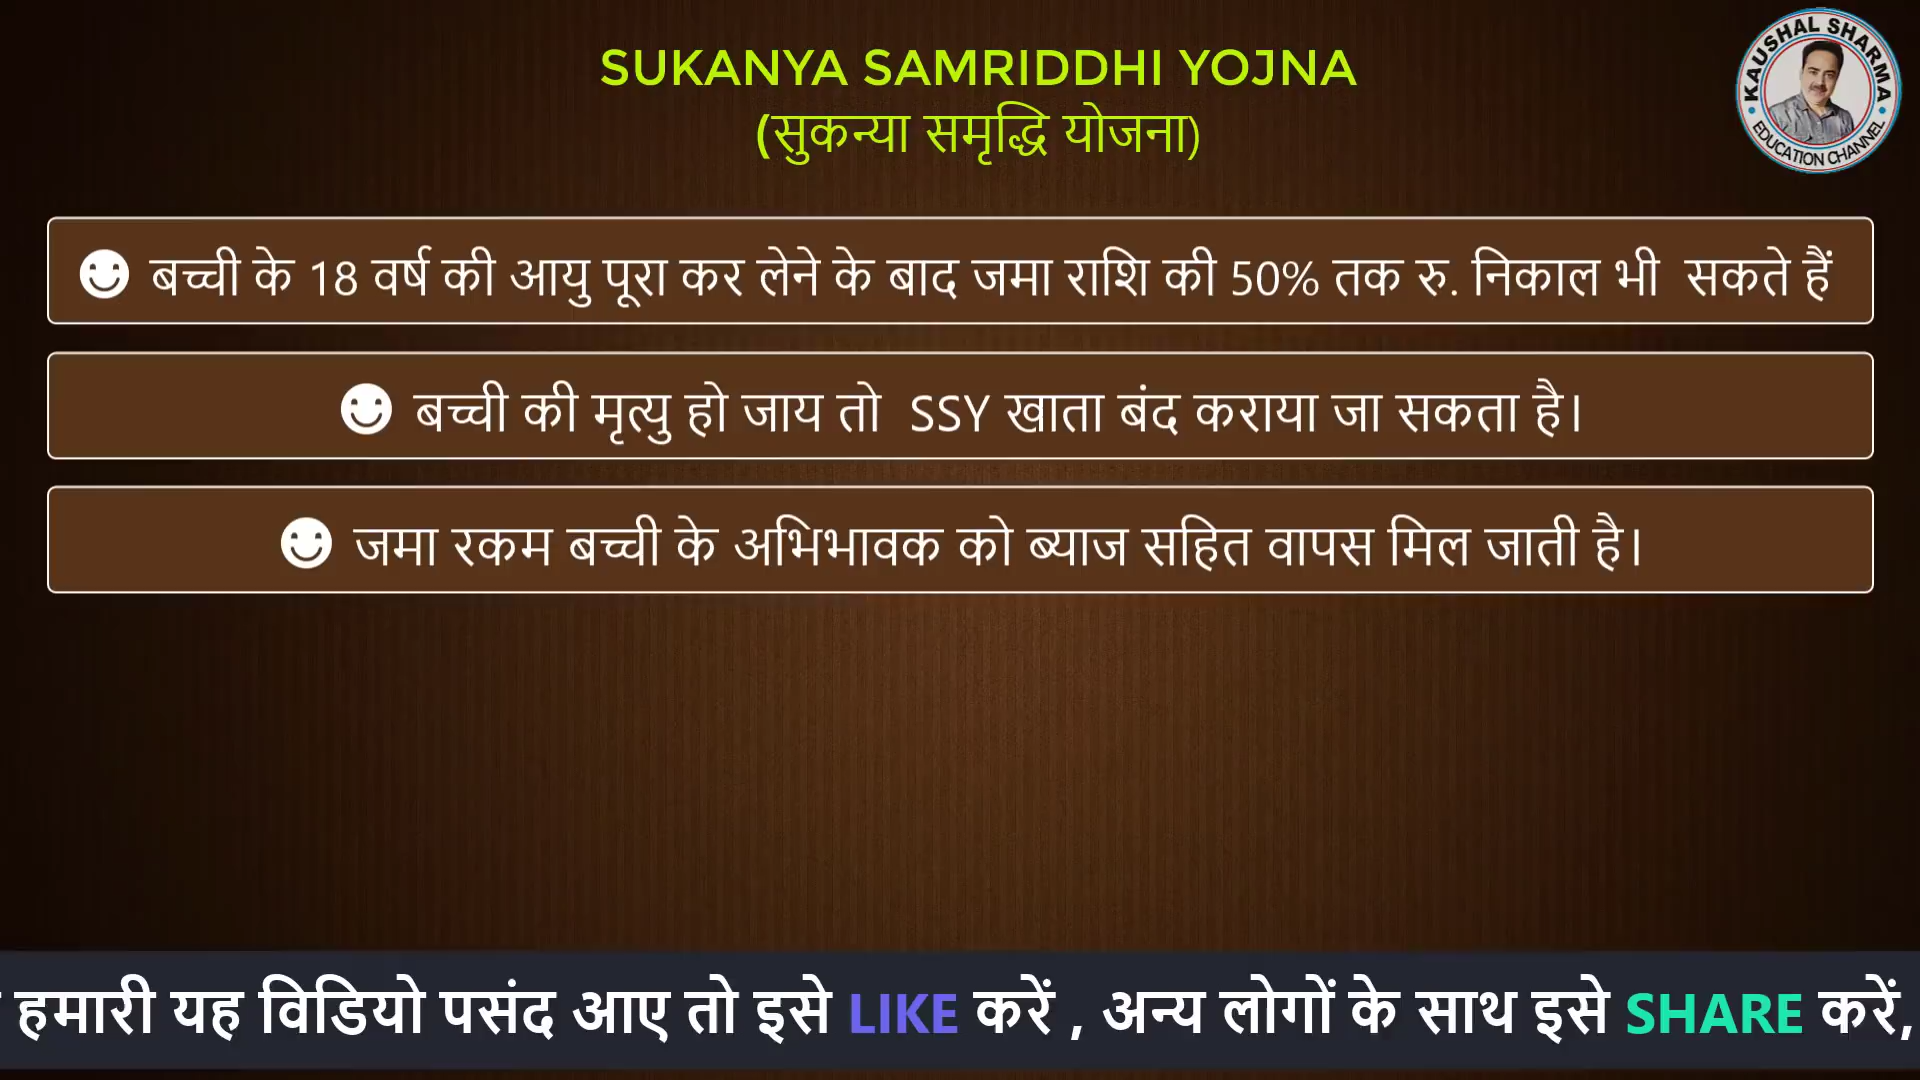 SUKANYA SAMRIDDHI YOJNA
(सुकन्या समृद्धि योजना)
KAUSHAL SHARMA
EDUCATION CHANNEL
बच्ची के 18 वर्ष की आयु पूरा कर लेने के बाद जमा राशि की 50% तक रु. निकाल भी सकते हैं
बच्ची की मृत्यु हो जाय तो SSY खाता बंद कराया जा सकता है।
जमा रकम बच्ची के अभिभावक को ब्याज सहित वापस मिल जाती है।
हमारी यह विडियो पसंद आए तो इसे LIKE करें , अन्य लोगों के साथ इसे SHARE करें,